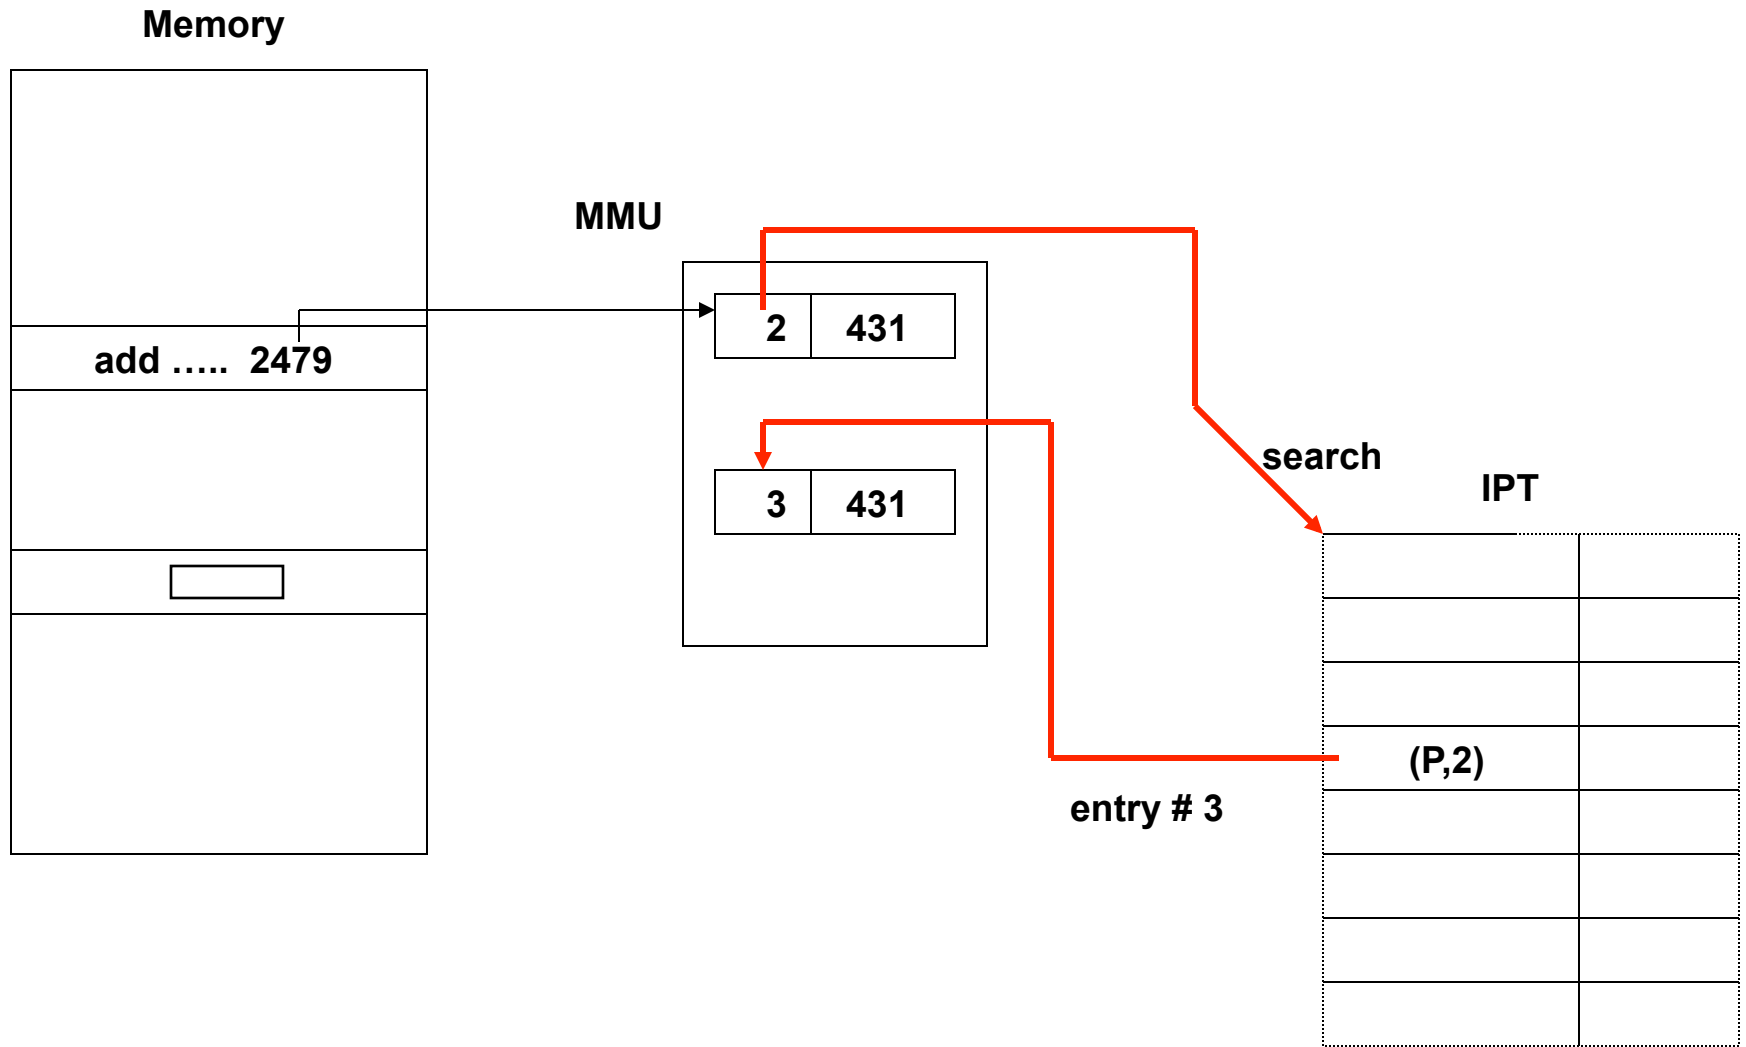 Memory
MMU
2 431
add ..... 2479
search
3 431
IPT
(P,2)
entry # 3